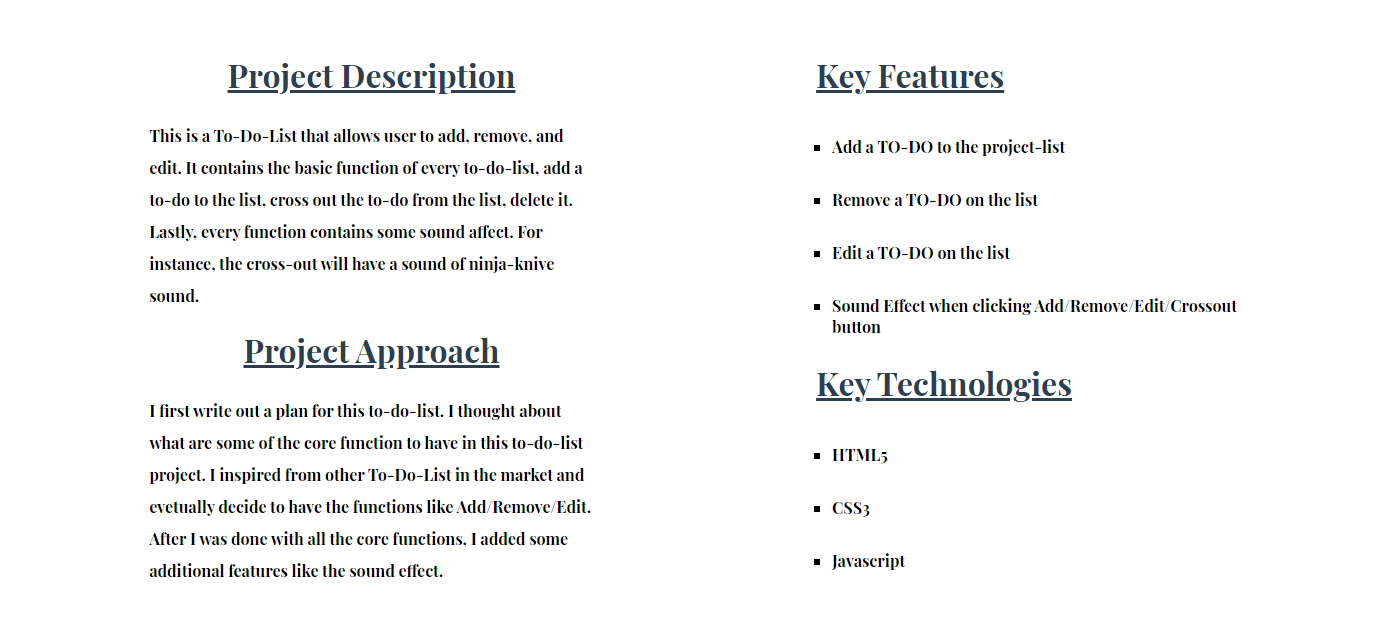 Project Description
This is a To-Do-List that allows user to add, remove, and
edit. It contains the basic function of every to-do-list, add a
to-do to the list, cross out the to-do from the list, delete it.
Lastly, every function contains some sound affect. For
instance, the cross-out will have a sound of ninja-knive
sound.
Project Approach
I first write out a plan for this to-do-list. I thought about
what are some of the core function to have in this to-do-list
project. I inspired from other To-Do-List in the market and
evetually decide to have the functions like Add/Remove/Edit.
After I was done with all the core functions, I added some
additional features like the sound effect.
Key Features
Add a TO-DO to the project-list
Remove a TO-DO on the list
Edit a TO-DO on the list
Sound Effect when clicking Add/Remove/Edit/Crossout
button
Key Technologies
HTML5
CSS3
Javascript